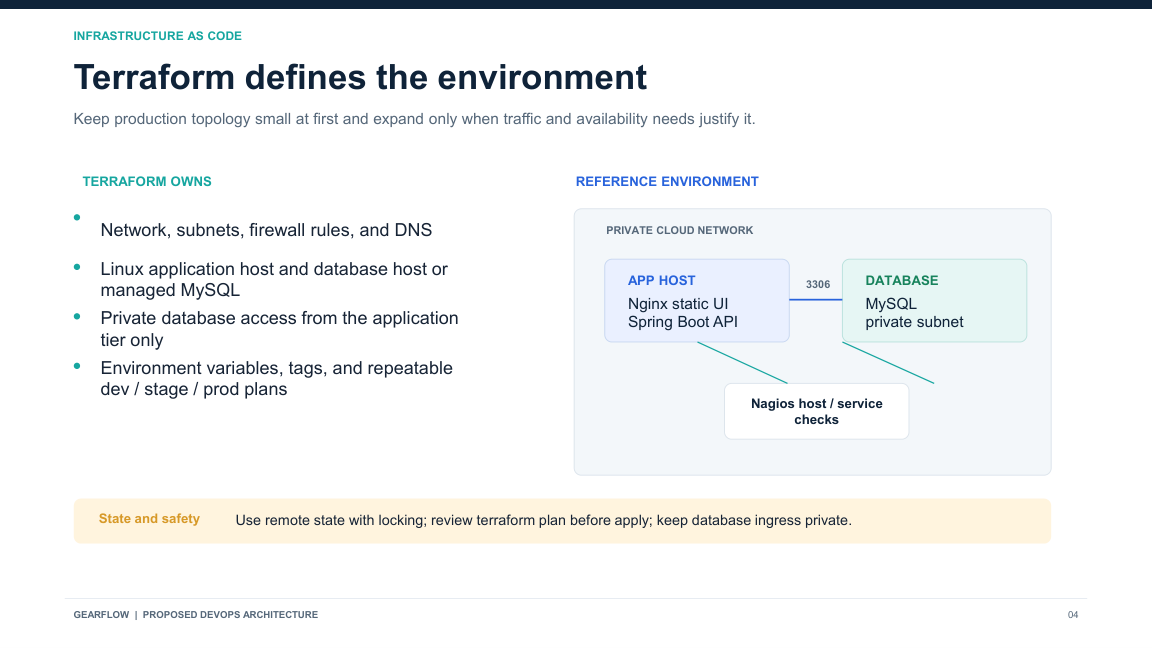 INFRASTRUCTURE AS CODE
Terraform defines the environment
Keep production topology small at first and expand only when traffic and availability needs justify it.
TERRAFORM OWNS
• Network, subnets, firewall rules, and DNS
• Linux application host and database host or
managed MySQL
• Private database access from the application
tier only
• Environment variables, tags, and repeatable
dev / stage / prod plans
REFERENCE ENVIRONMENT
PRIVATE CLOUD NETWORK
APP HOST
Nginx static UI
Spring Boot API
3306
DATABASE
MySQL
private subnet
Nagios host / service
checks
State and safety
Use remote state with locking; review terraform plan before apply; keep database ingress private.
GEARFLOW | PROPOSED DEVOPS ARCHITECTURE
04